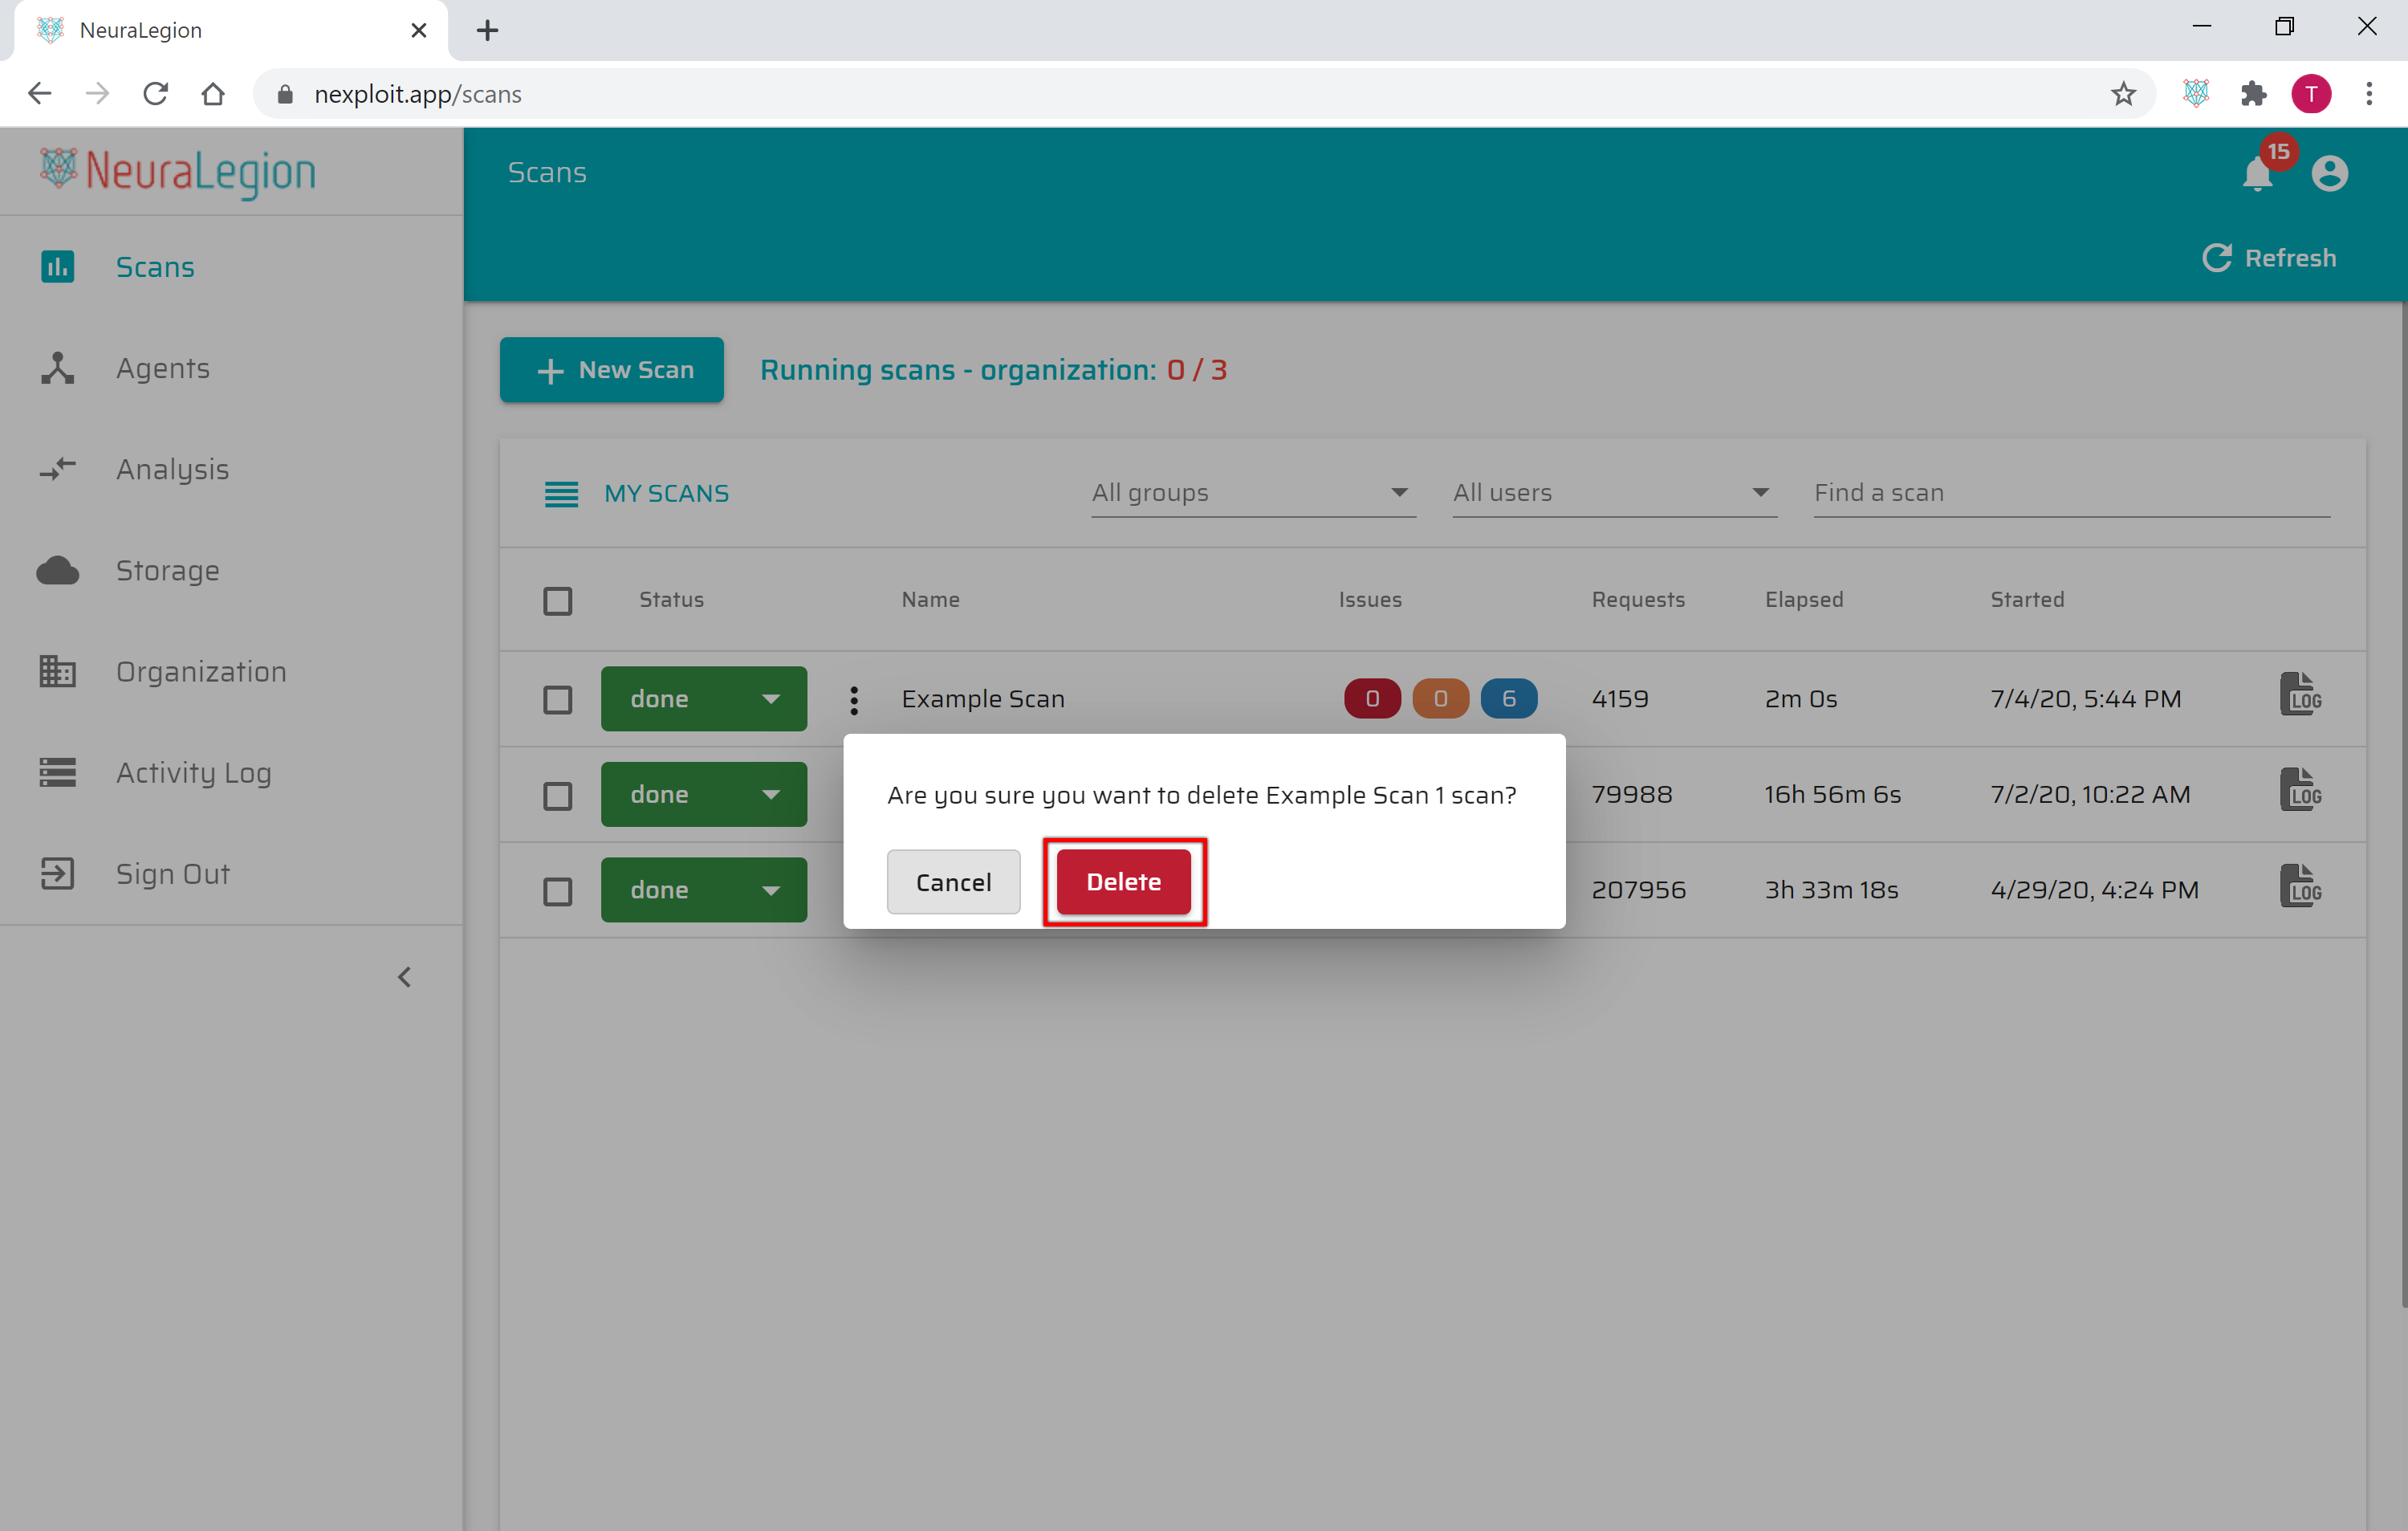 NeuraLegion
nexploit.app/scans
T
NeuraLegion
Scans
15
Refresh
Scans
Agents
Analysis
Storage
Organization
Activity Log
Sign Out
New Scan
Running scans - organization: 0 / 3
MY SCANS
All groups
All users
Find a scan
Status Name Issues Requests Elapsed Started
done Example Scan 0 0 6 4159 2m 0s 7/4/20, 5:44 PM LOG
done 79988 16h 56m 6s 7/2/20, 10:22 AM LOG
done 207956 3h 33m 18s 4/29/20, 4:24 PM LOG
Are you sure you want to delete Example Scan 1 scan?
Cancel
Delete